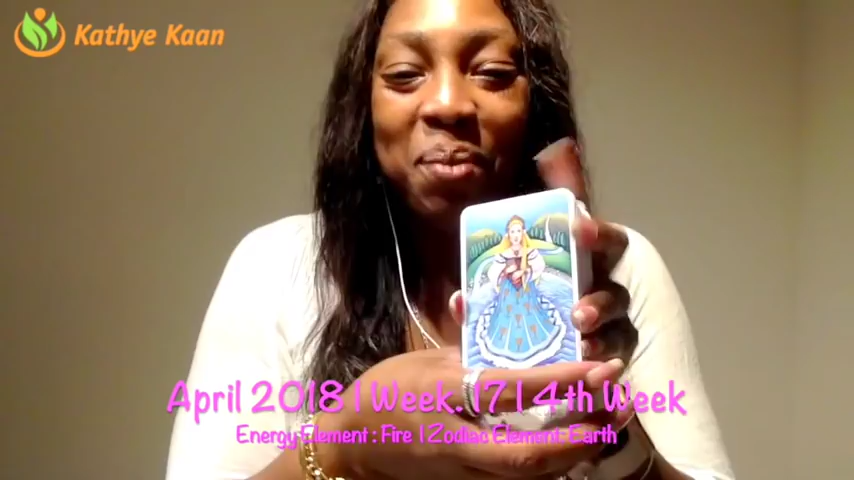 Kathye Kaan
April 2018 | Week. 17 | 4th Week
Energy Element : Fire | Zodiac Element: Earth